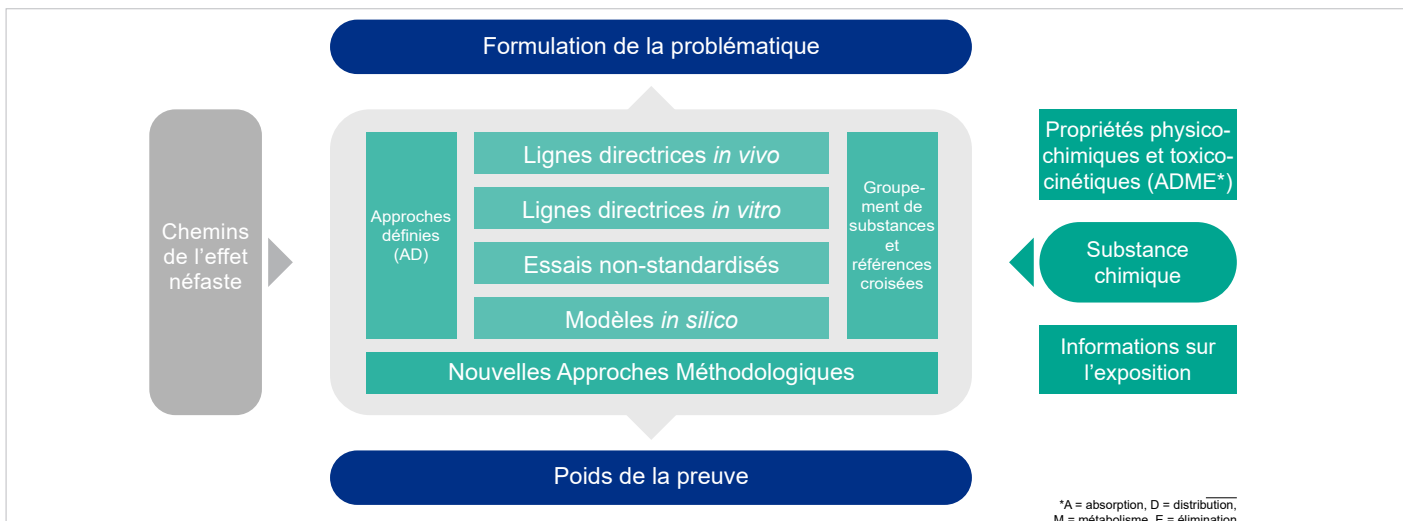 Formulation de la problématique
Chemins
de l'effet
néfaste
Approches
définies
(AD)
Lignes directrices in vivo
Lignes directrices in vitro
Essais non-standardisés
Modèles in silico
Groupe-
ment de
substances
et
références
croisées
Nouvelles Approches Méthodologiques
Propriétés physico-
chimiques et toxico-
cinétiques (ADME*)
Substance
chimique
Informations sur
l'exposition
Poids de la preuve
*A = absorption, D = distribution,
M = métabolisme, E = élimination